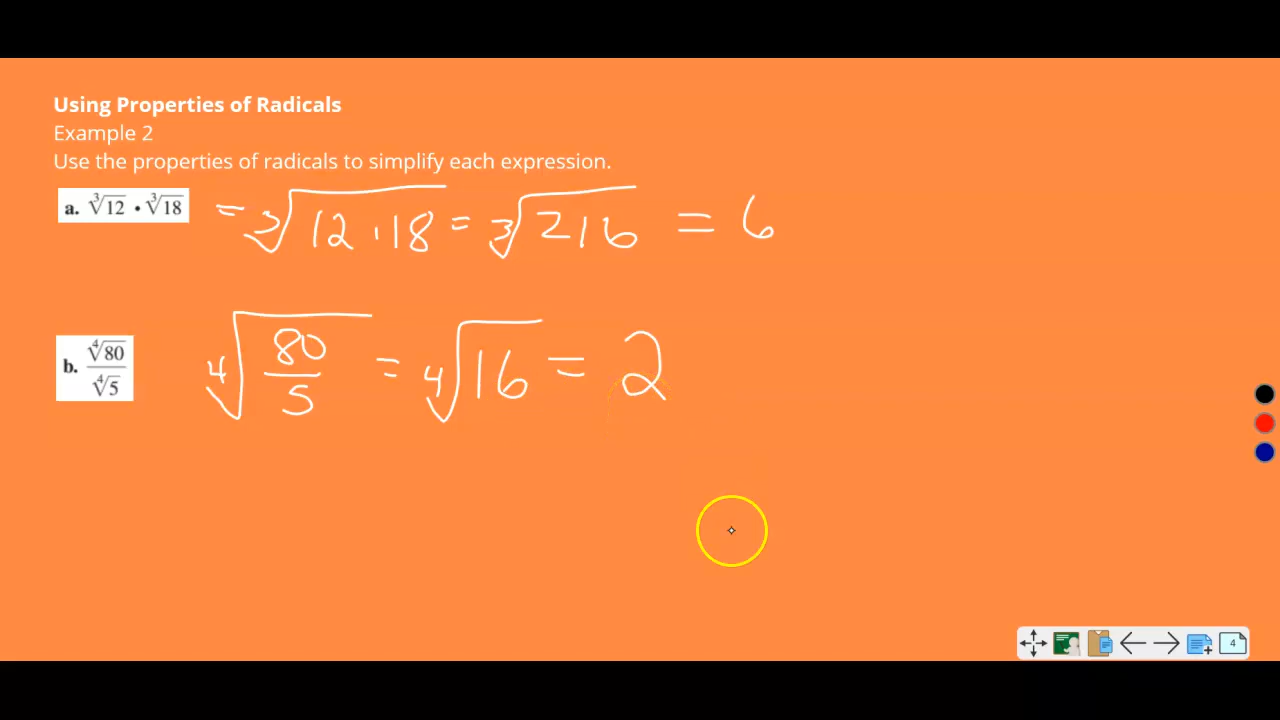 Using Properties of Radicals
Example 2
Use the properties of radicals to simplify each expression.
a. ∛12 · ∛18 = ∛12 · 18 = ∛216 = 6
b. ∜80 / ∜5 ∜80/5 = ∜16 = 2
4